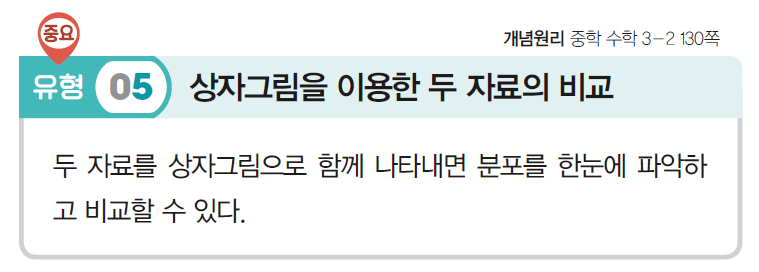 중요
개념원리 중학 수학 3-2 130쪽
유형 05 상자그림을 이용한 두 자료의 비교
두 자료를 상자그림으로 함께 나타내면 분포를 한눈에 파악하
고 비교할 수 있다.